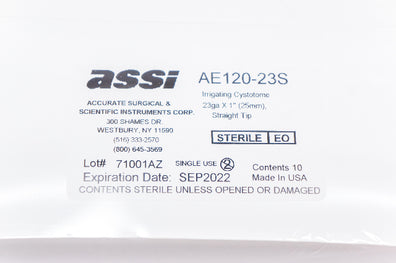 assi AE120-23S
Irrigating Cystotome
23ga X 1" (25mm),
Straight Tip
ACCURATE SURGICAL &
SCIENTIFIC INSTRUMENTS CORP.
300 SHAMES DR.
WESTBURY, NY 11590
(516) 333-2570
(800) 645-3569
STERILE EO
Lot# 71001AZ SINGLE USE 2 Contents 10
Expiration Date: SEP2022 Made In USA
CONTENTS STERILE UNLESS OPENED OR DAMAGED